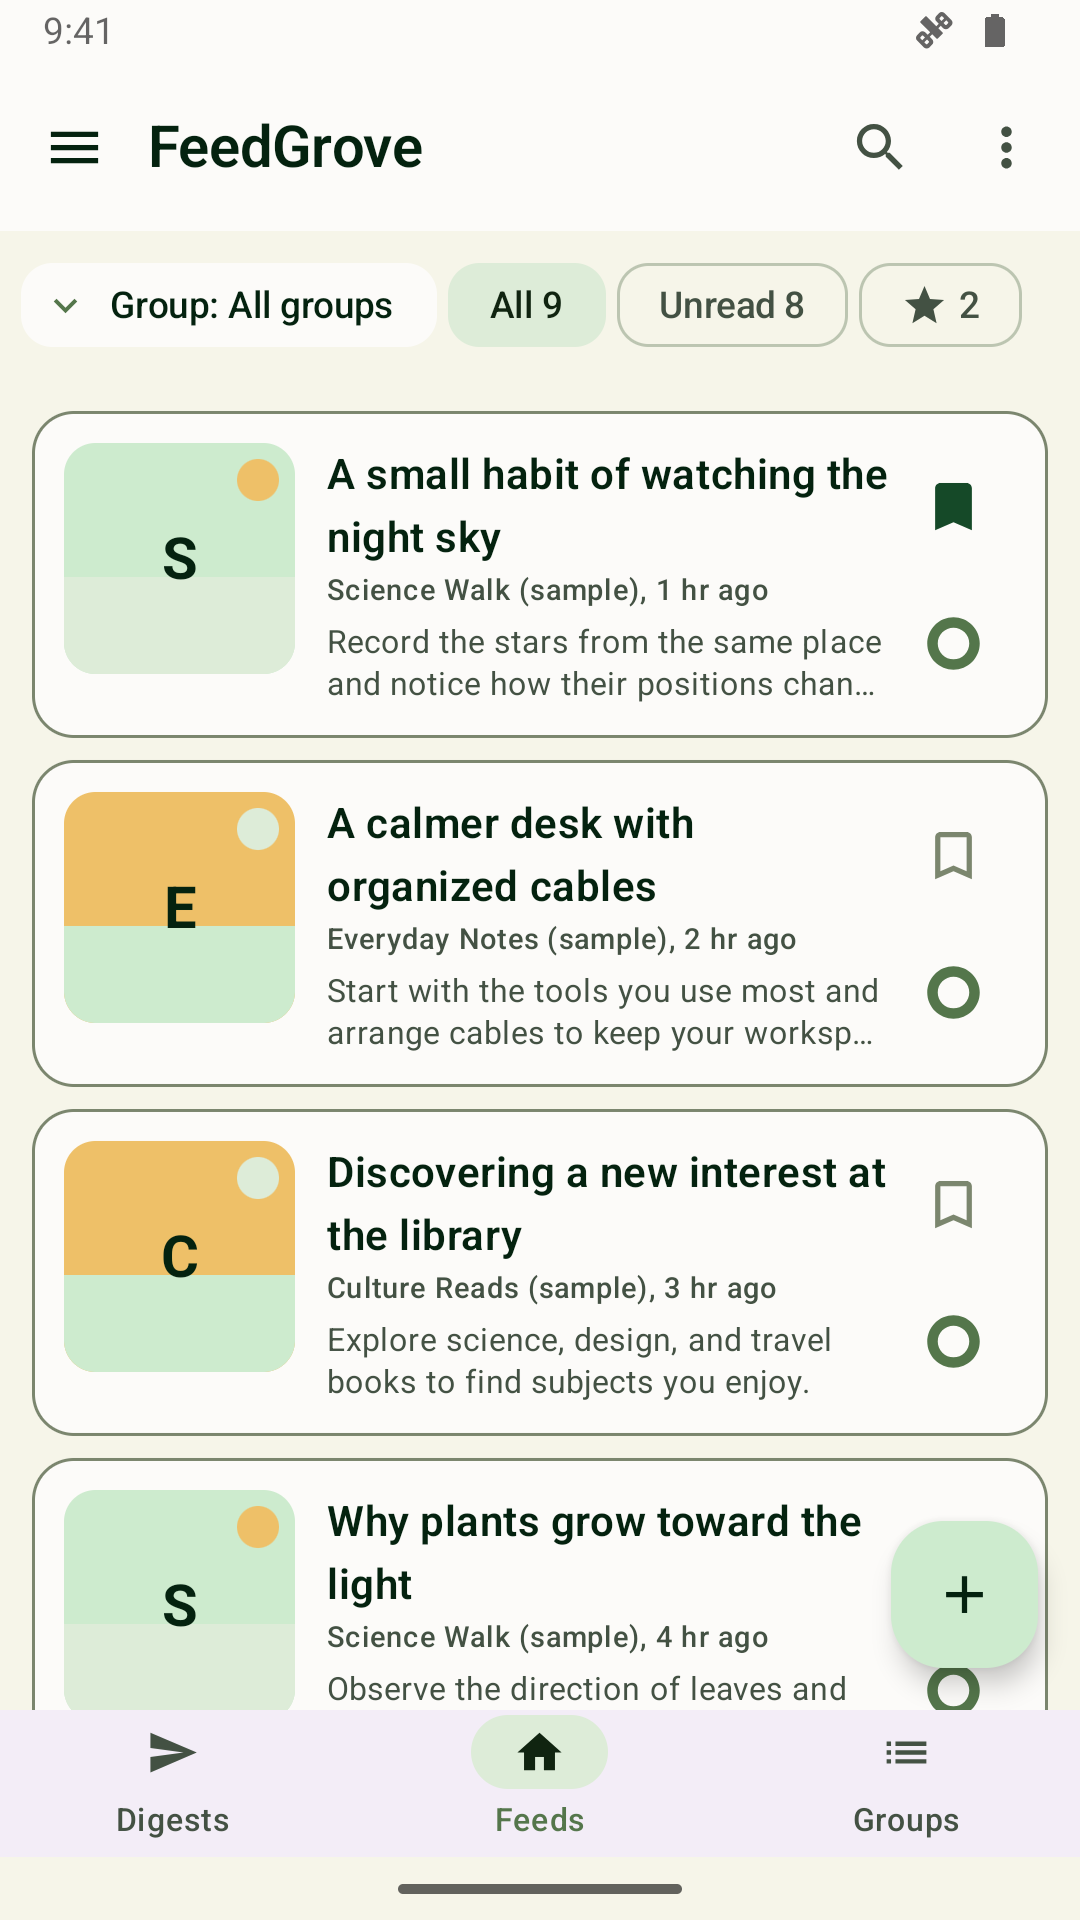 9:41
FeedGrove
Group: All groups
All 9
Unread 8
2
S
A small habit of watching the
night sky
Science Walk (sample), 1 hr ago
Record the stars from the same place
and notice how their positions chan…
E
A calmer desk with
organized cables
Everyday Notes (sample), 2 hr ago
Start with the tools you use most and
arrange cables to keep your worksp…
C
Discovering a new interest at
the library
Culture Reads (sample), 3 hr ago
Explore science, design, and travel
books to find subjects you enjoy.
S
Why plants grow toward the
light
Science Walk (sample), 4 hr ago
Observe the direction of leaves and
Digests
Feeds
Groups